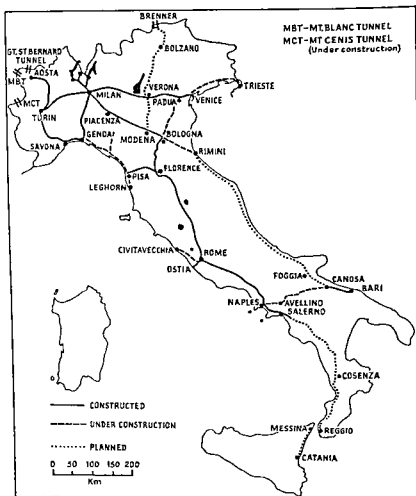 BRENNER
MBT-MT.BLANC TUNNEL
MCT-MT CENIS TUNNEL
(Under construction)
BOLZANO
GT. ST BERNARD
TUNNEL
AOSTA
MBT
MCT
TURIN
MILAN
VERONA
PADUA
VENICE
TRIESTE
PIACENZA
GENOA
MODENA
BOLOGNA
SAVONA
RIMINI
PISA
FLORENCE
LEGHORN
CIVITAVECCHIA
ROME
OSTIA
FOGGIA
CANOSA
BARI
NAPLES
AVELLINO
SALERNO
COSENZA
MESSINA
REGGIO
CATANIA
CONSTRUCTED
UNDER CONSTRUCTION
PLANNED
0 50 100 200
Km